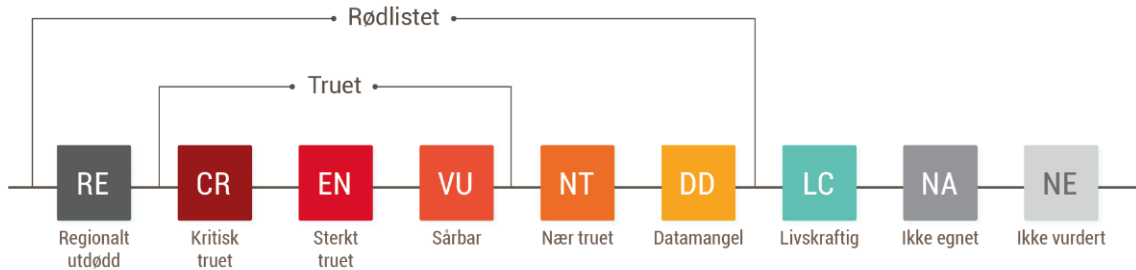 Rødlistet
Truet
RE
CR
EN
VU
NT
DD
LC
NA
NE
Regionalt
utdødd
Kritisk
truet
Sterkt
truet
Sårbar
Nær truet
Datamangel
Livskraftig
Ikke egnet
Ikke vurdert